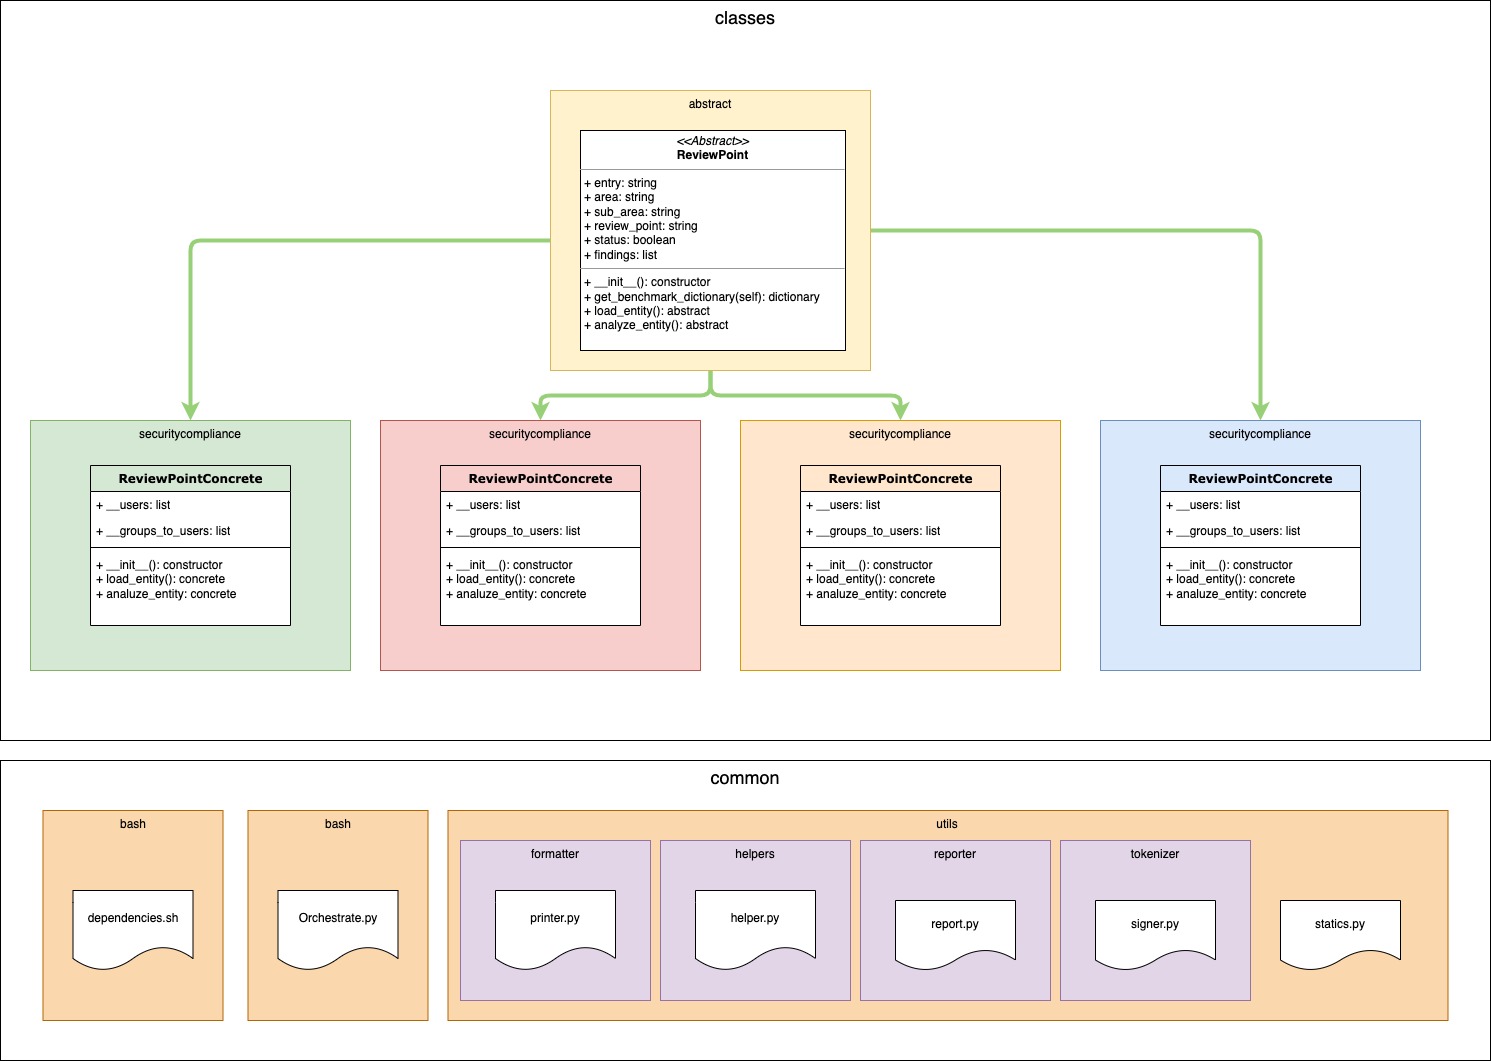 classes
abstract
<<Abstract>>
ReviewPoint
+ entry: string
+ area: string
+ sub_area: string
+ review_point: string
+ status: boolean
+ findings: list
+ __init__(): constructor
+ get_benchmark_dictionary(self): dictionary
+ load_entity(): abstract
+ analyze_entity(): abstract
securitycompliance
ReviewPointConcrete
+ __users: list
+ __groups_to_users: list
+ __init__(): constructor
+ load_entity(): concrete
+ analuze_entity: concrete
securitycompliance
ReviewPointConcrete
+ __users: list
+ __groups_to_users: list
+ __init__(): constructor
+ load_entity(): concrete
+ analuze_entity: concrete
securitycompliance
ReviewPointConcrete
+ __users: list
+ __groups_to_users: list
+ __init__(): constructor
+ load_entity(): concrete
+ analuze_entity: concrete
securitycompliance
ReviewPointConcrete
+ __users: list
+ __groups_to_users: list
+ __init__(): constructor
+ load_entity(): concrete
+ analuze_entity: concrete
common
bash
dependencies.sh
bash
Orchestrate.py
utils
formatter
printer.py
helpers
helper.py
reporter
report.py
tokenizer
signer.py
statics.py